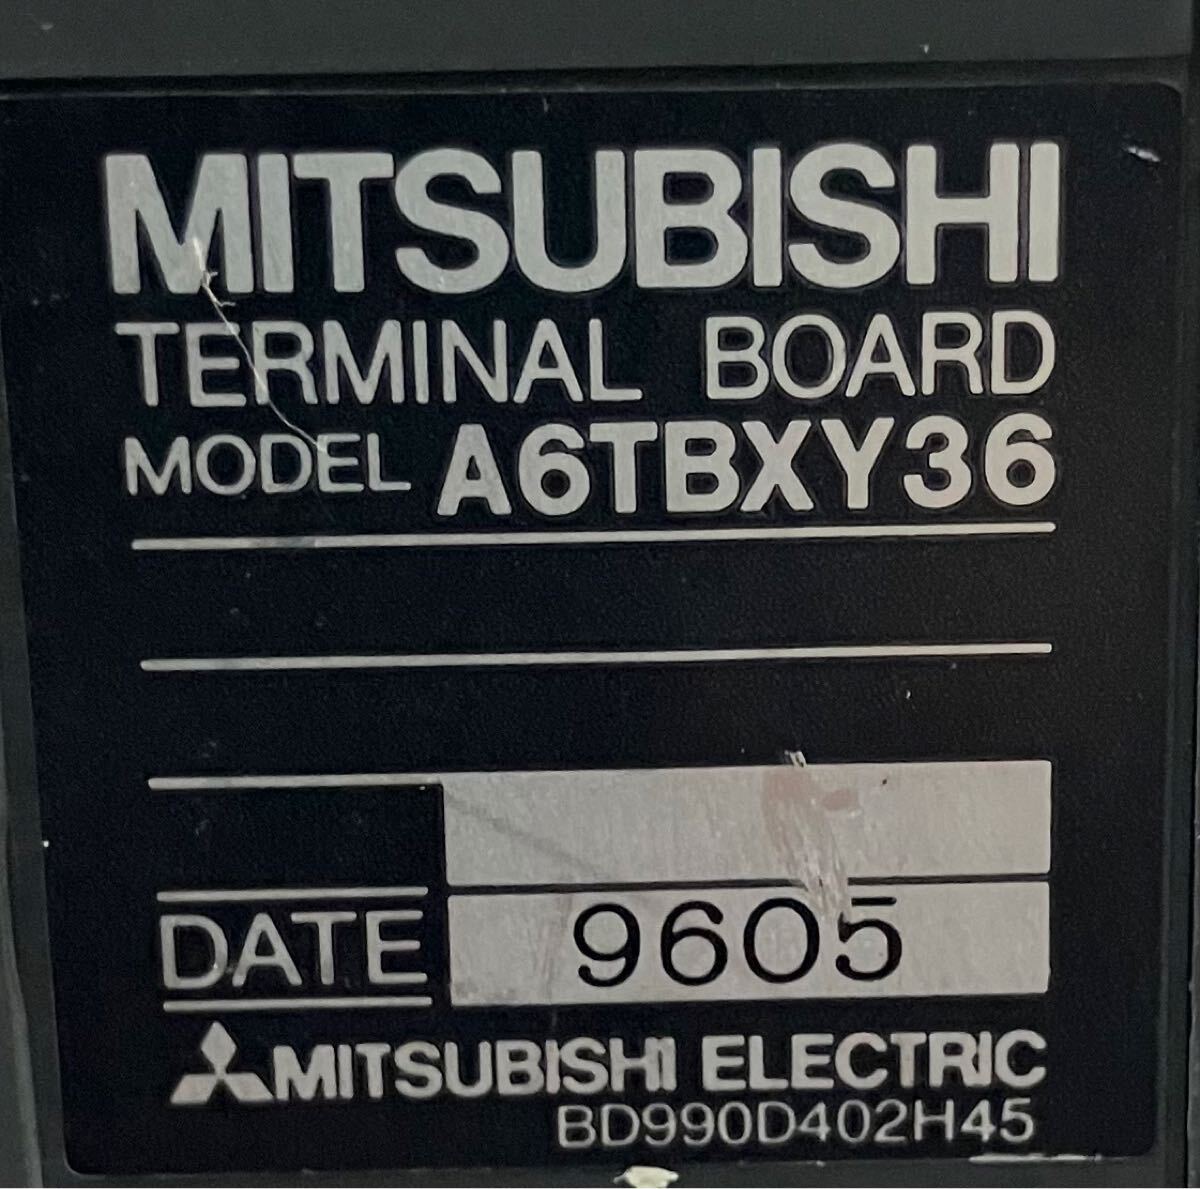 MITSUBISHI
TERMINAL BOARD
MODEL A6TBXY36
DATE 9605
MITSUBISHI ELECTRIC
BD990D402H45